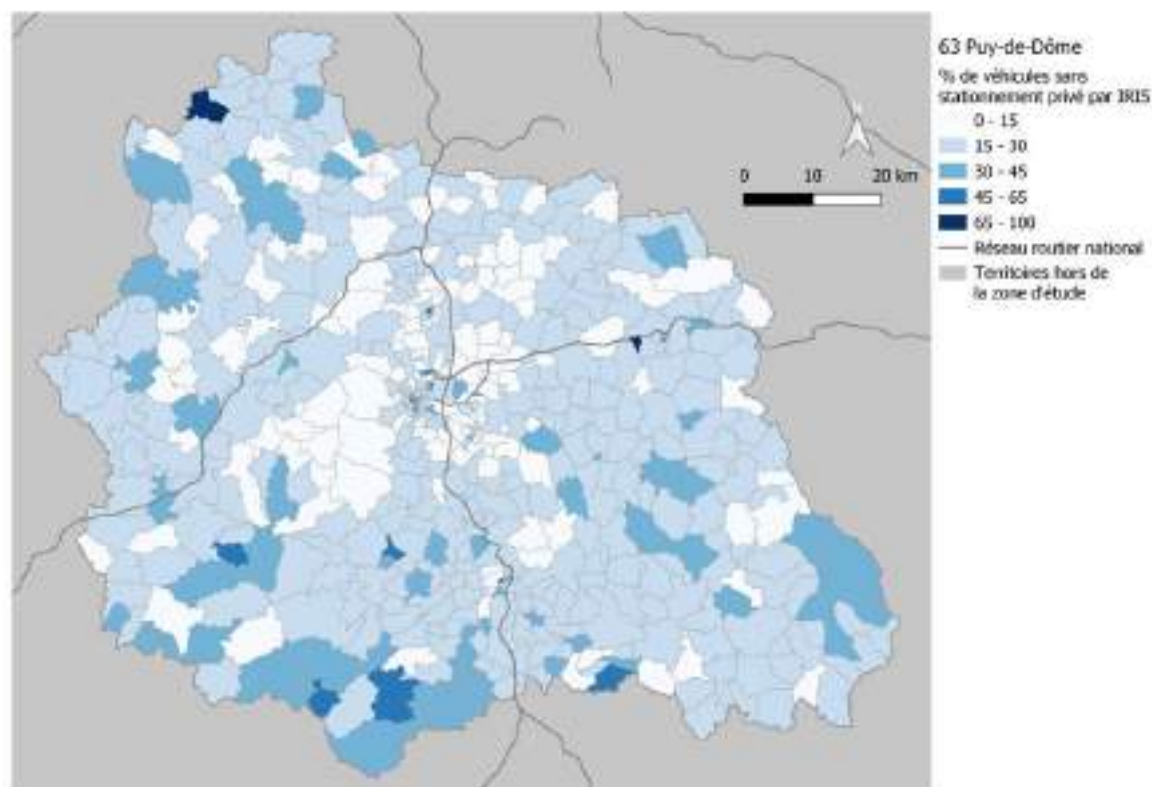 63 Puy-de-Dôme
% de véhicules sans
stationnement privé par IRIS
0 - 15
15 - 30
30 - 45
45 - 65
65 - 100
Réseau routier national
Territoires hors de
la zone d'étude
0 10 20 km